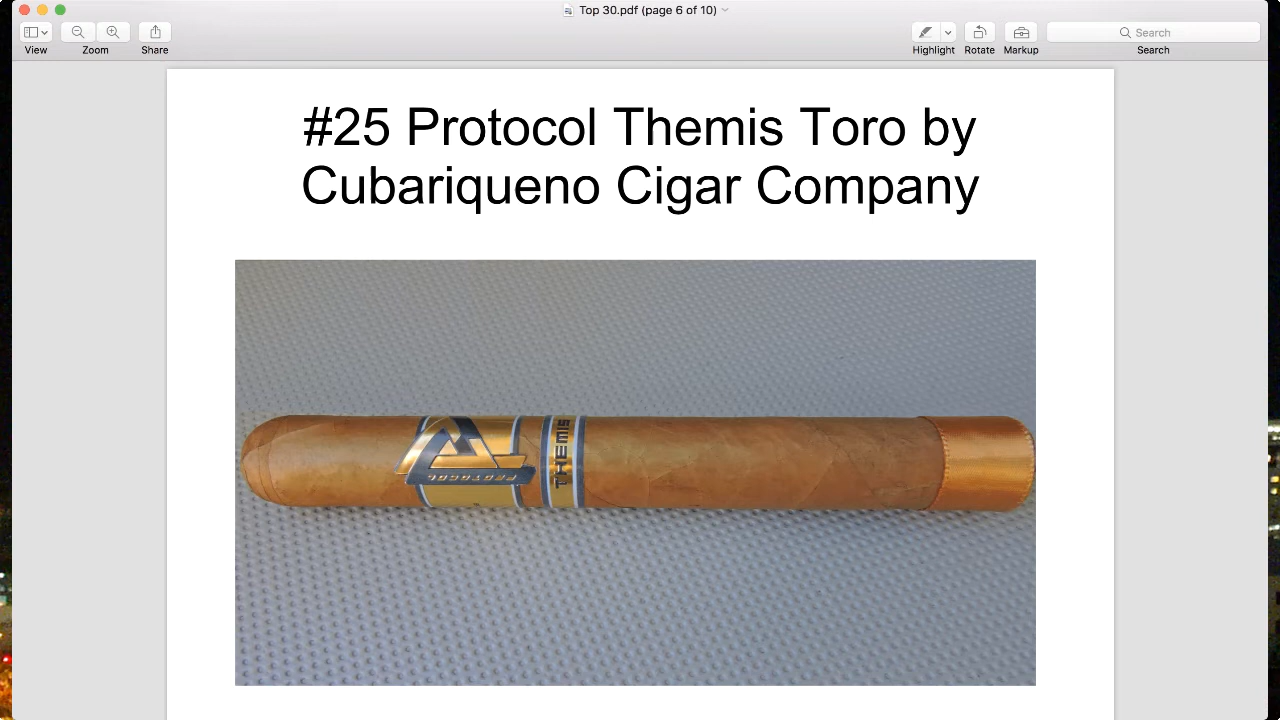 Top 30.pdf (page 6 of 10)
View
Zoom
Share
Highlight
Rotate
Markup
Search
Search
#25 Protocol Themis Toro by
Cubariqueno Cigar Company
PROTOCOL
THEMIS